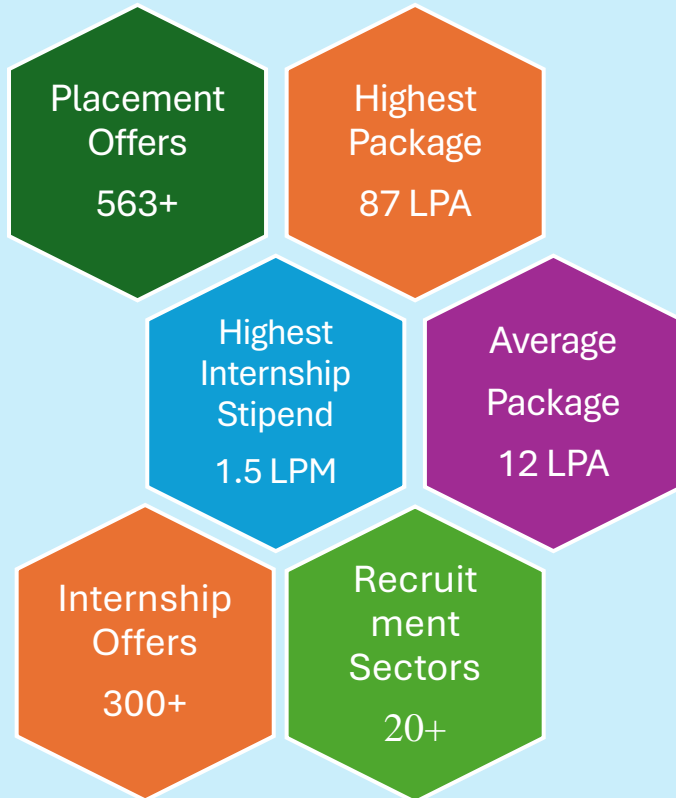 Placement
Offers
563+
Highest
Package
87 LPA
Highest
Internship
Stipend
1.5 LPM
Average
Package
12 LPA
Internship
Offers
300+
Recruit
ment
Sectors
20+